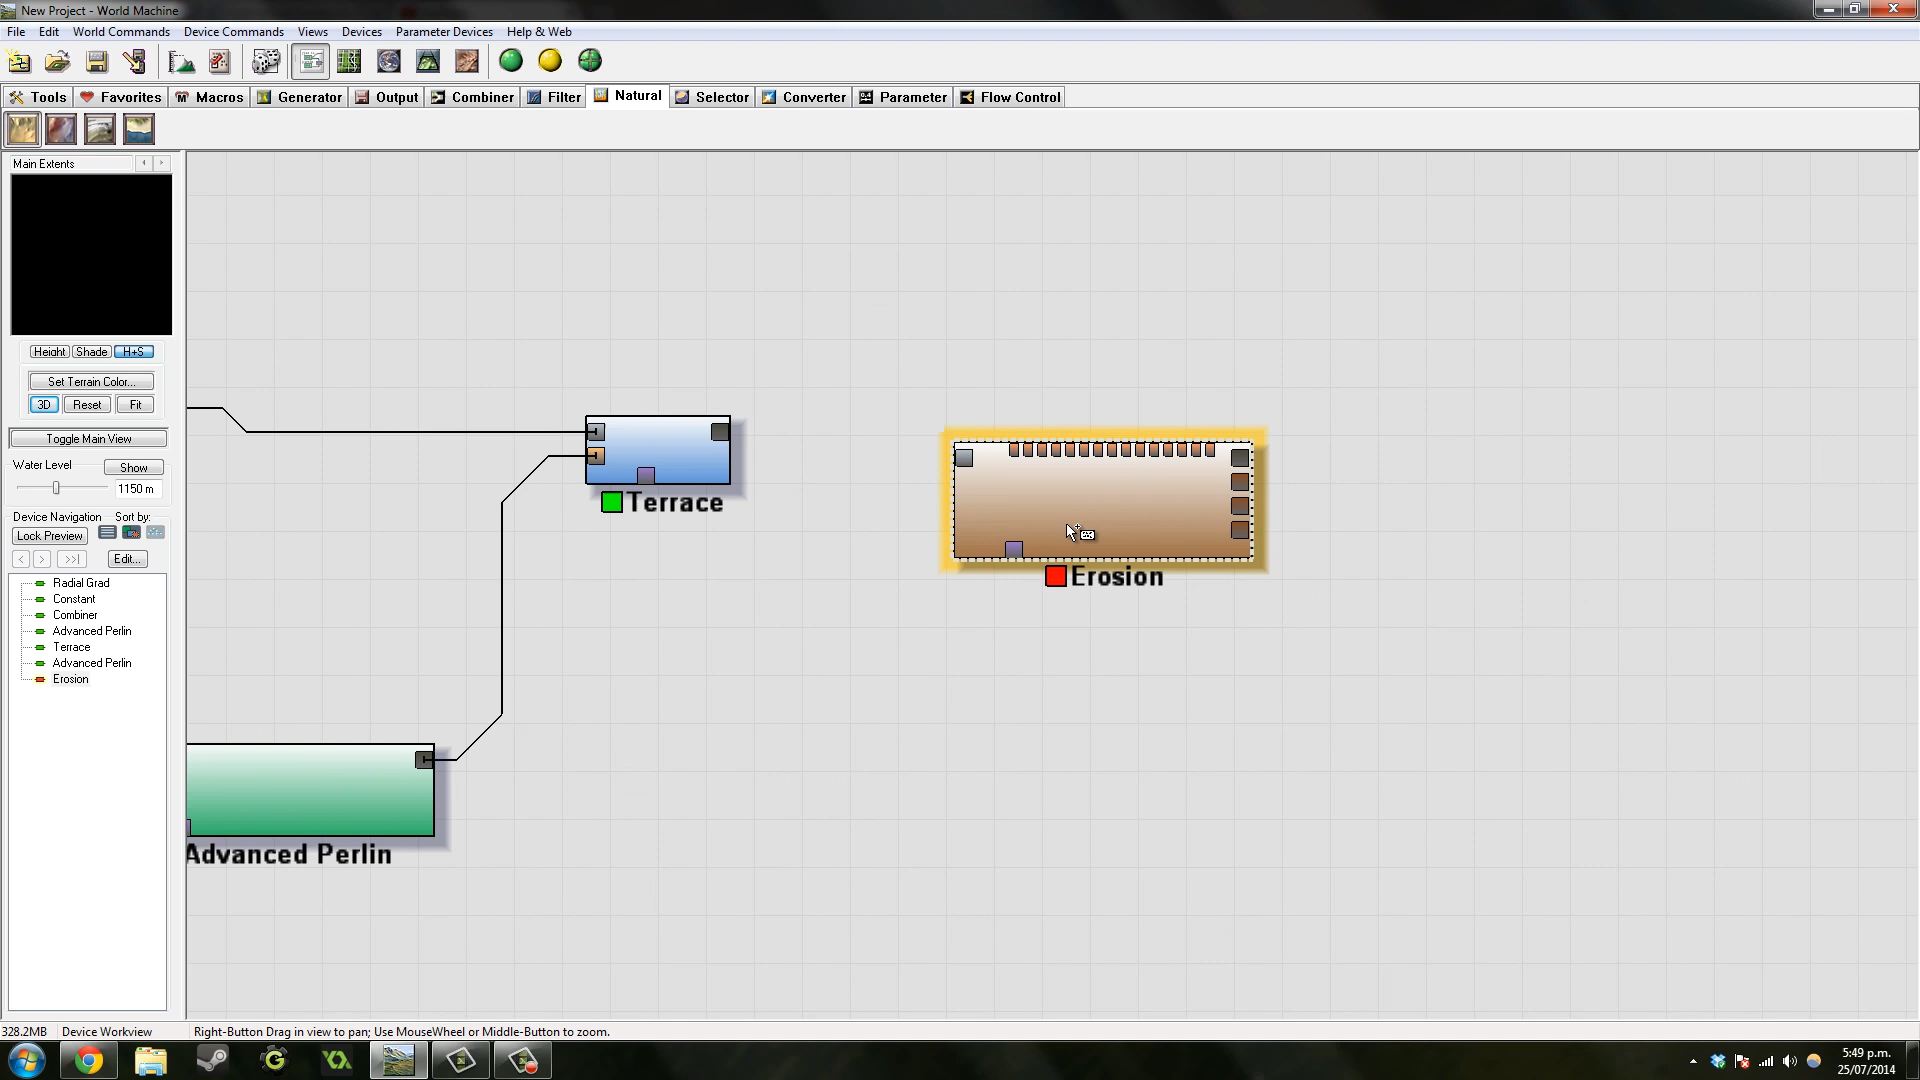 New Project - World Machine
File Edit World Commands Device Commands Views Devices Parameter Devices Help & Web
Tools Favorites Macros Generator Output Combiner Filter Natural Selector Converter Parameter Flow Control
Main Extents
Height Shade H+S
Set Terrain Color...
3D Reset Fit
Toggle Main View
Water Level Show
1150 m
Device Navigation Sort by:
Lock Preview
< > >>| Edit...
Radial Grad
Constant
Combiner
Advanced Perlin
Terrace
Advanced Perlin
Erosion
Terrace
Erosion
Advanced Perlin
328.2MB Device Workview Right-Button Drag in view to pan; Use MouseWheel or Middle-Button to zoom.
5:49 p.m.
25/07/2014